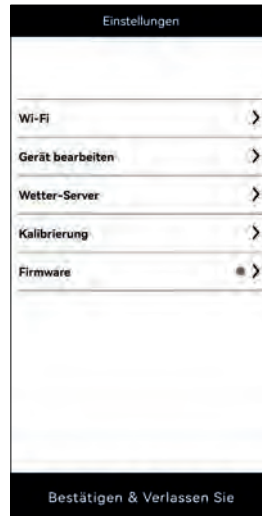 Einstellungen
Wi-Fi
Gerät bearbeiten
Wetter-Server
Kalibrierung
Firmware
Bestätigen & Verlassen Sie